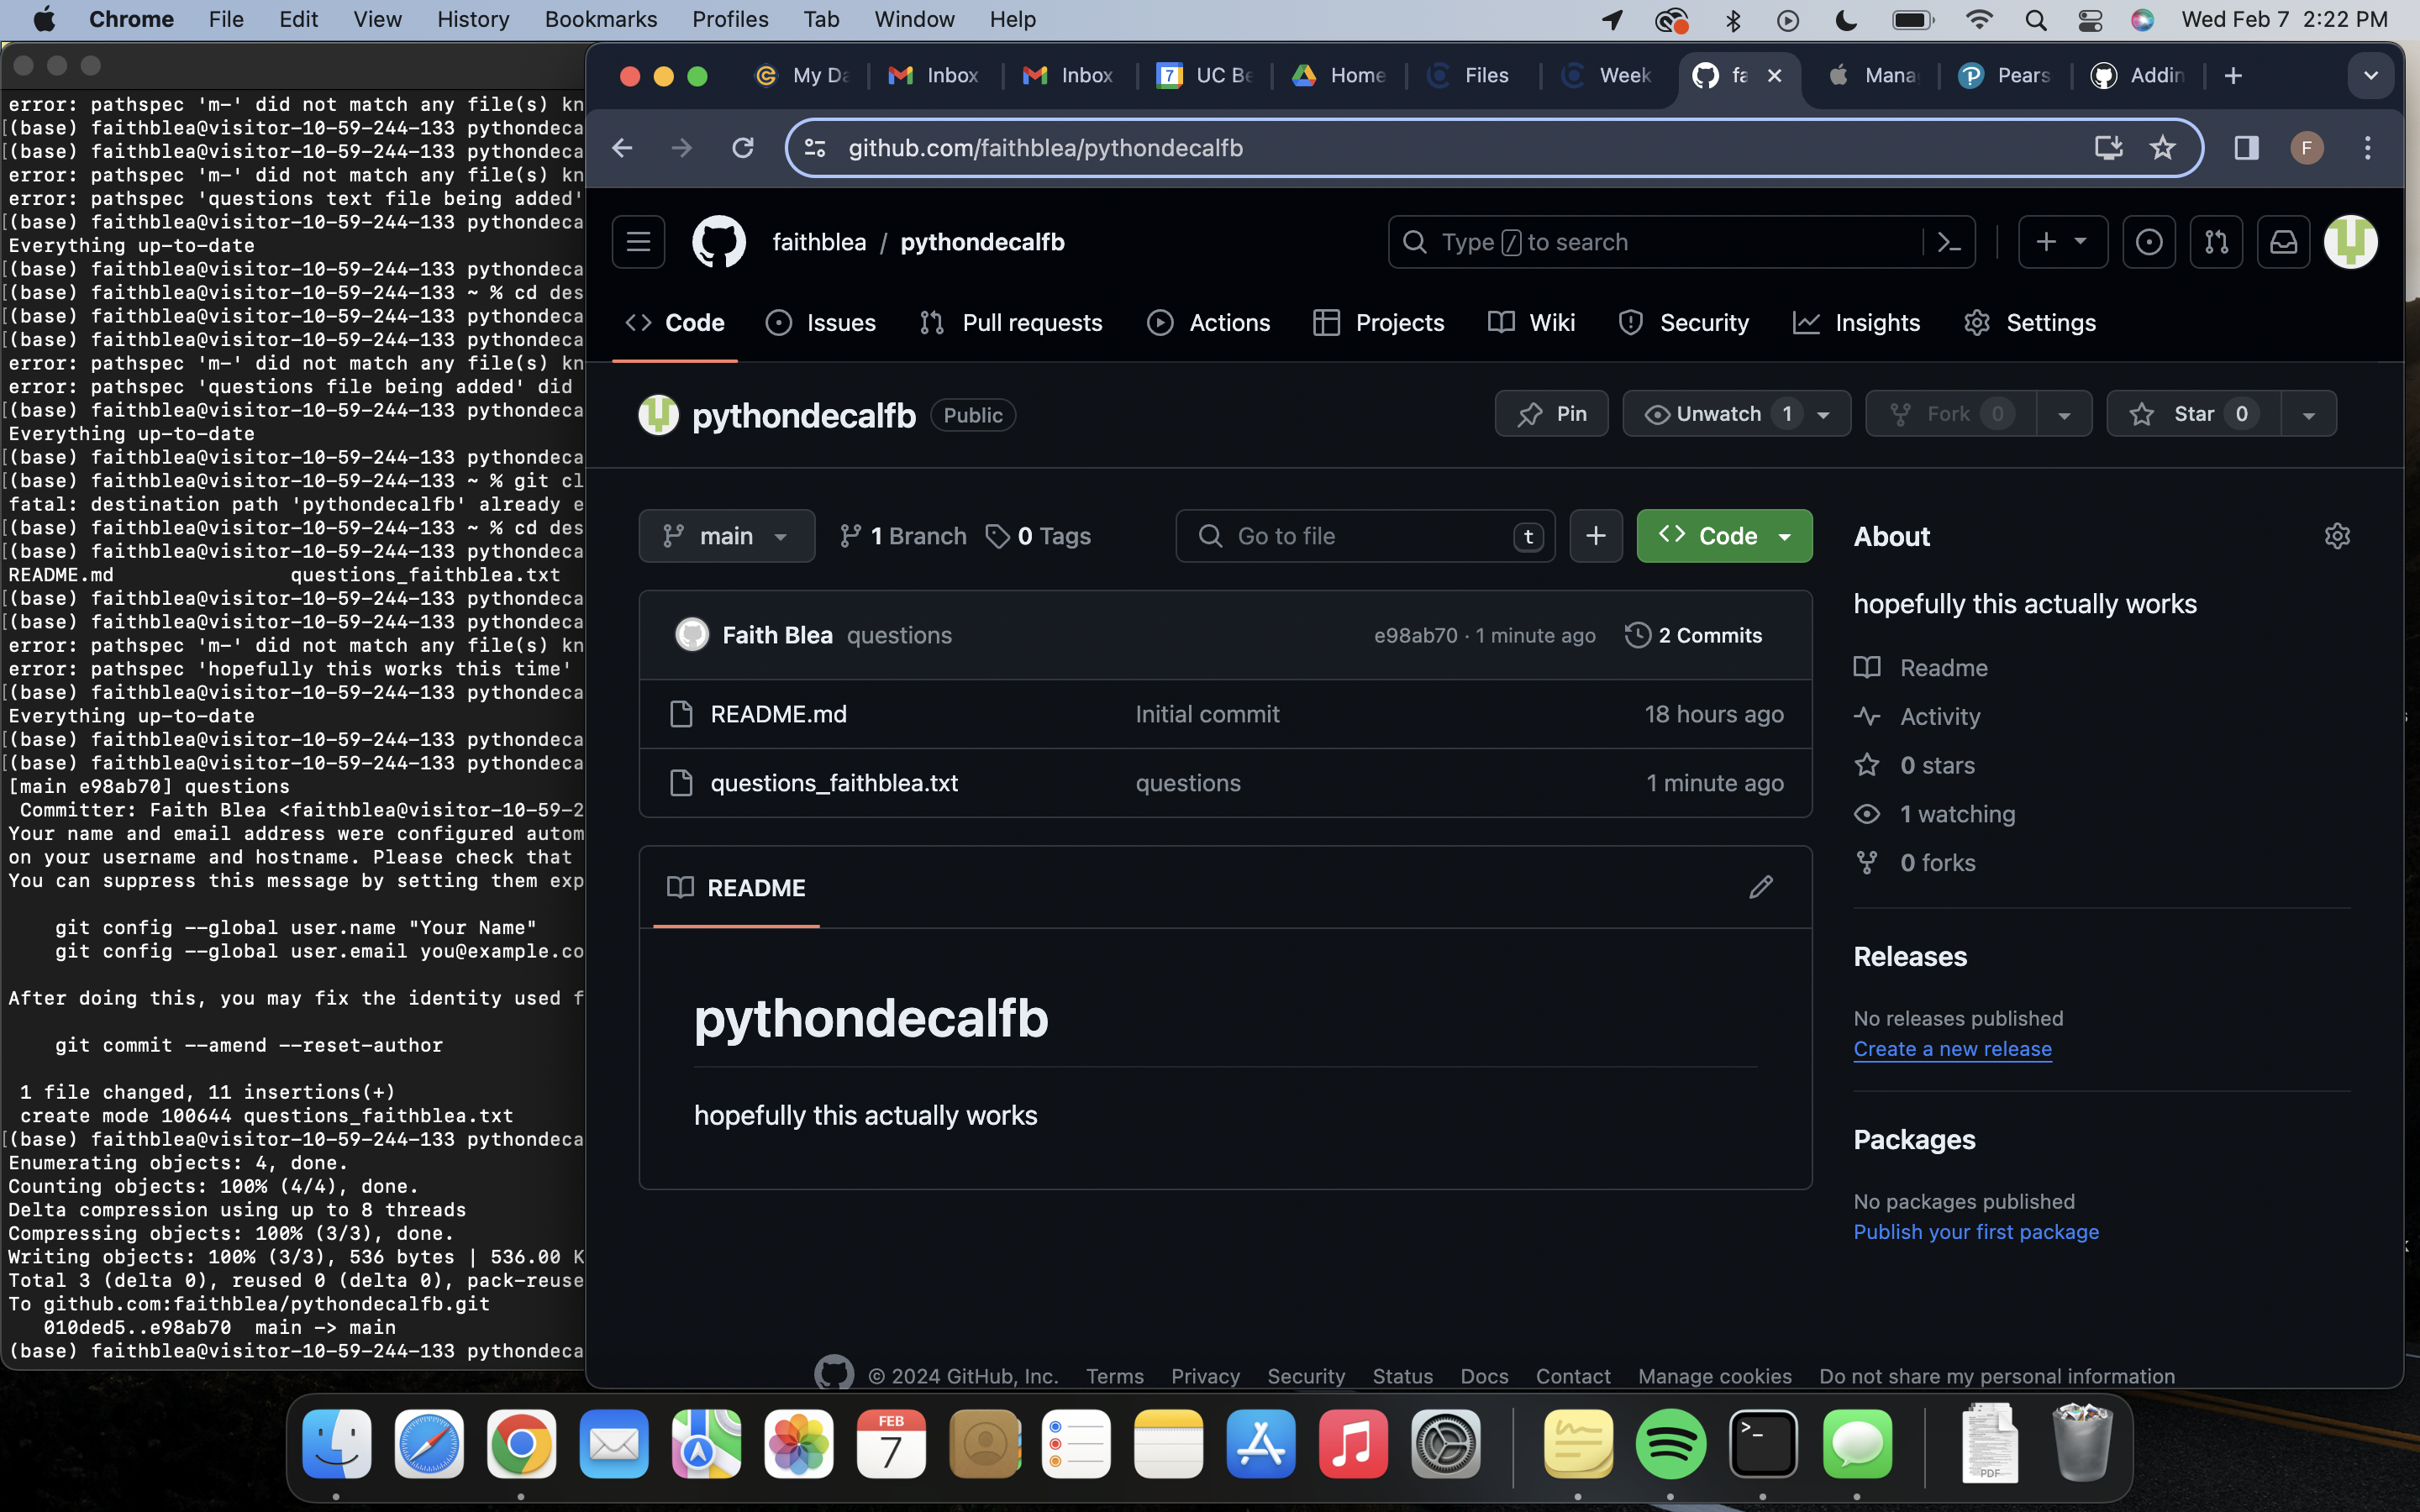 Chrome File Edit View History Bookmarks Profiles Tab Window Help Wed Feb 7 2:22 PM
error: pathspec 'm-' did not match any file(s) kn
(base) faithblea@visitor-10-59-244-133 pythondeca
(base) faithblea@visitor-10-59-244-133 pythondeca
error: pathspec 'm-' did not match any file(s) kn
error: pathspec 'questions text file being added'
(base) faithblea@visitor-10-59-244-133 pythondeca
Everything up-to-date
(base) faithblea@visitor-10-59-244-133 pythondeca
(base) faithblea@visitor-10-59-244-133 ~ % cd des
(base) faithblea@visitor-10-59-244-133 pythondeca
(base) faithblea@visitor-10-59-244-133 pythondeca
error: pathspec 'm-' did not match any file(s) kn
error: pathspec 'questions file being added' did
(base) faithblea@visitor-10-59-244-133 pythondeca
Everything up-to-date
(base) faithblea@visitor-10-59-244-133 pythondeca
(base) faithblea@visitor-10-59-244-133 ~ % git cl
fatal: destination path 'pythondecalfb' already e
(base) faithblea@visitor-10-59-244-133 ~ % cd des
(base) faithblea@visitor-10-59-244-133 pythondeca
README.md questions_faithblea.txt
(base) faithblea@visitor-10-59-244-133 pythondeca
(base) faithblea@visitor-10-59-244-133 pythondeca
error: pathspec 'm-' did not match any file(s) kn
error: pathspec 'hopefully this works this time'
(base) faithblea@visitor-10-59-244-133 pythondeca
Everything up-to-date
(base) faithblea@visitor-10-59-244-133 pythondeca
(base) faithblea@visitor-10-59-244-133 pythondeca
[main e98ab70] questions
Committer: Faith Blea <faithblea@visitor-10-59-2
Your name and email address were configured autom
on your username and hostname. Please check that
You can suppress this message by setting them exp
git config --global user.name "Your Name"
git config --global user.email you@example.co
After doing this, you may fix the identity used f
git commit --amend --reset-author
1 file changed, 11 insertions(+)
create mode 100644 questions_faithblea.txt
(base) faithblea@visitor-10-59-244-133 pythondeca
Enumerating objects: 4, done.
Counting objects: 100% (4/4), done.
Delta compression using up to 8 threads
Compressing objects: 100% (3/3), done.
Writing objects: 100% (3/3), 536 bytes | 536.00 K
Total 3 (delta 0), reused 0 (delta 0), pack-reuse
To github.com:faithblea/pythondecalfb.git
010ded5..e98ab70 main -> main
(base) faithblea@visitor-10-59-244-133 pythondeca
My Da Inbox Inbox 7 UC Be Home Files Week fa Mana Pears Addin
github.com/faithblea/pythondecalfb F
faithblea / pythondecalfb Type / to search
Code Issues Pull requests Actions Projects Wiki Security Insights Settings
pythondecalfb Public Pin Unwatch 1 Fork 0 Star 0
main 1 Branch 0 Tags Go to file t Code
Faith Blea questions e98ab70 · 1 minute ago 2 Commits
README.md Initial commit 18 hours ago
questions_faithblea.txt questions 1 minute ago
README
pythondecalfb
hopefully this actually works
About
hopefully this actually works
Readme
Activity
0 stars
1 watching
0 forks
Releases
No releases published
Create a new release
Packages
No packages published
Publish your first package
© 2024 GitHub, Inc. Terms Privacy Security Status Docs Contact Manage cookies Do not share my personal information
FEB
7
PDF